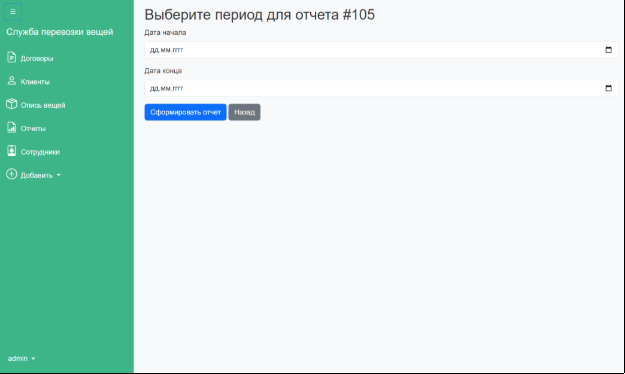 Служба перевозки вещей
Договоры
Клиенты
Опись вещей
Отчеты
Сотрудники
Добавить
admin
Выберите период для отчета #105
Дата начала
дд.мм.гггг
Дата конца
дд.мм.гггг
Сформировать отчет Назад